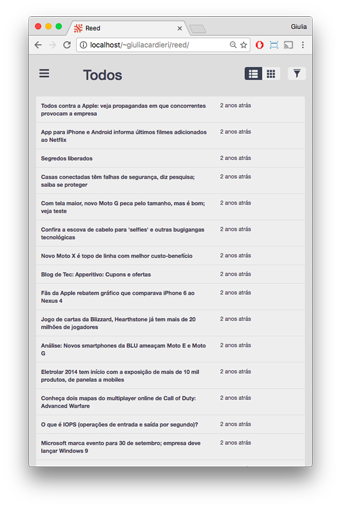 Reed
Giulia
localhost/~giuliacardieri/reed/
Todos
Todos contra a Apple: veja propagandas em que concorrentes
provocam a empresa
2 anos atrás
App para iPhone e Android informa últimos filmes adicionados
ao Netflix
2 anos atrás
Segredos liberados
2 anos atrás
Casas conectadas têm falhas de segurança, diz pesquisa;
saiba se proteger
2 anos atrás
Com tela maior, novo Moto G peca pelo tamanho, mas é bom;
veja teste
2 anos atrás
Confira a escova de cabelo para 'selfies' e outras bugigangas
tecnológicas
2 anos atrás
Novo Moto X é topo de linha com melhor custo-benefício
2 anos atrás
Blog de Tec: Apperitivo: Cupons e ofertas
2 anos atrás
Fãs da Apple rebatem gráfico que comparava iPhone 6 ao
Nexus 4
2 anos atrás
Jogo de cartas da Blizzard, Hearthstone já tem mais de 20
milhões de jogadores
2 anos atrás
Análise: Novos smartphones da BLU ameaçam Moto E e Moto
G
2 anos atrás
Eletrolar 2014 tem início com a exposição de mais de 10 mil
produtos, de panelas a mobiles
2 anos atrás
Conheça dois mapas do multiplayer online de Call of Duty:
Advanced Warfare
2 anos atrás
O que é IOPS (operações de entrada e saída por segundo)?
2 anos atrás
Microsoft marca evento para 30 de setembro; empresa deve
lançar Windows 9
2 anos atrás